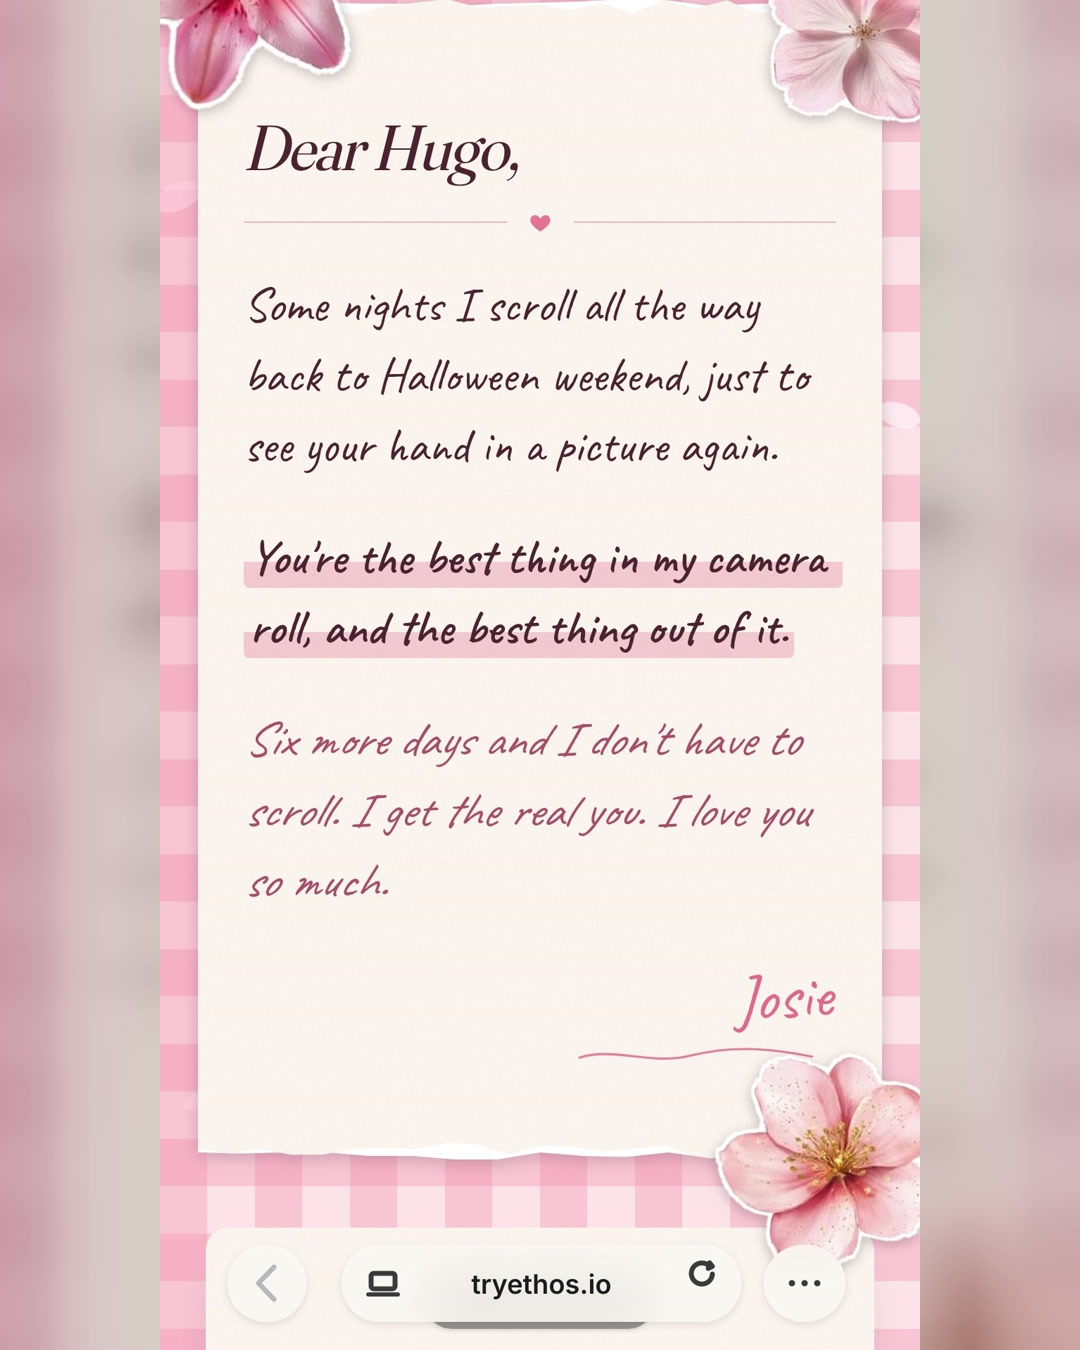 Dear Hugo,
Some nights I scroll all the way
back to Halloween weekend, just to
see your hand in a picture again.
You're the best thing in my camera
roll, and the best thing out of it.
Six more days and I don't have to
scroll. I get the real you. I love you
so much.
Josie
tryethos.io